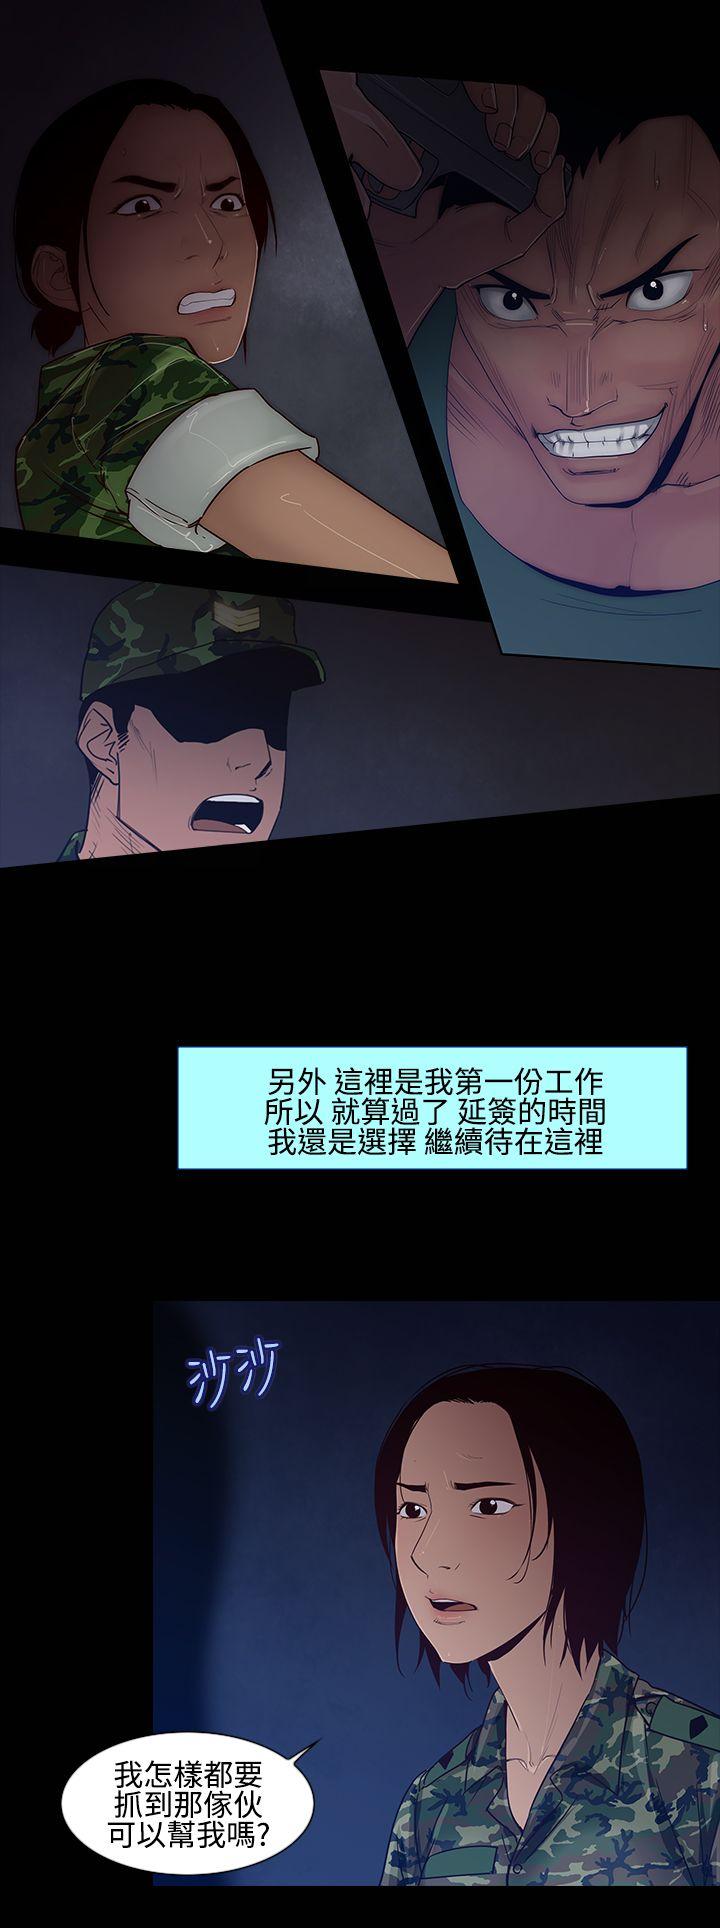 另外 這裡是我第一份工作
所以 就算過了 延簽的時間
我還是選擇 繼續待在這裡
沙沙
我怎樣都要
抓到那傢伙
可以幫我嗎?